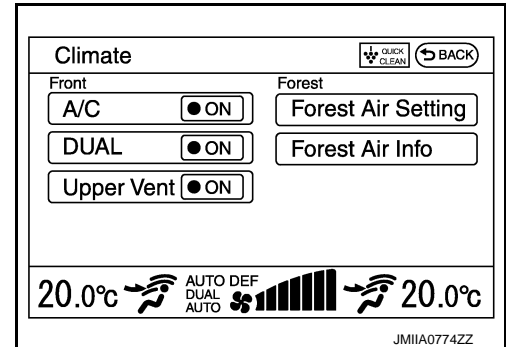 Climate
QUICK CLEAN
BACK
Front
A/C ON
DUAL ON
Upper Vent ON
Forest
Forest Air Setting
Forest Air Info
20.0℃
AUTO DEF
DUAL
AUTO
20.0℃
JMIIA0774ZZ